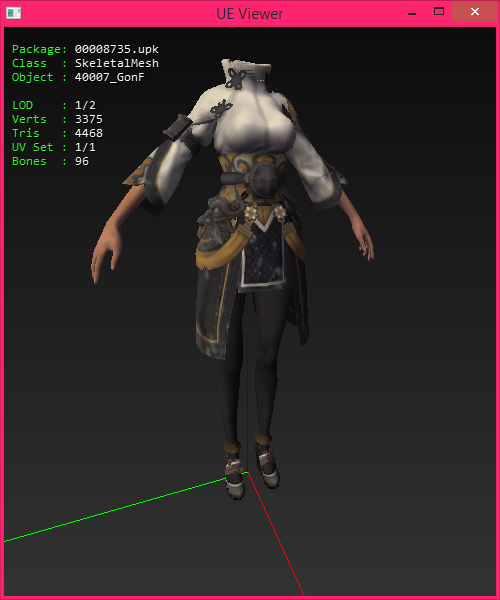 UE Viewer
Package: 00008735.upk
Class : SkeletalMesh
Object : 40007_GonF
LOD : 1/2
Verts : 3375
Tris : 4468
UV Set : 1/1
Bones : 96